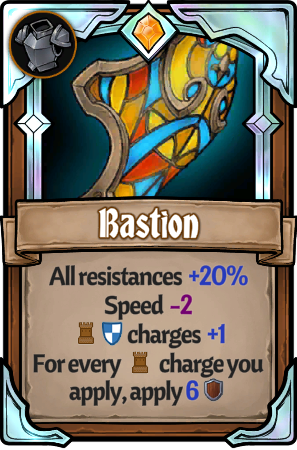 Bastion
All resistances +20%
Speed -2
charges +1
For every charge you
apply, apply 6